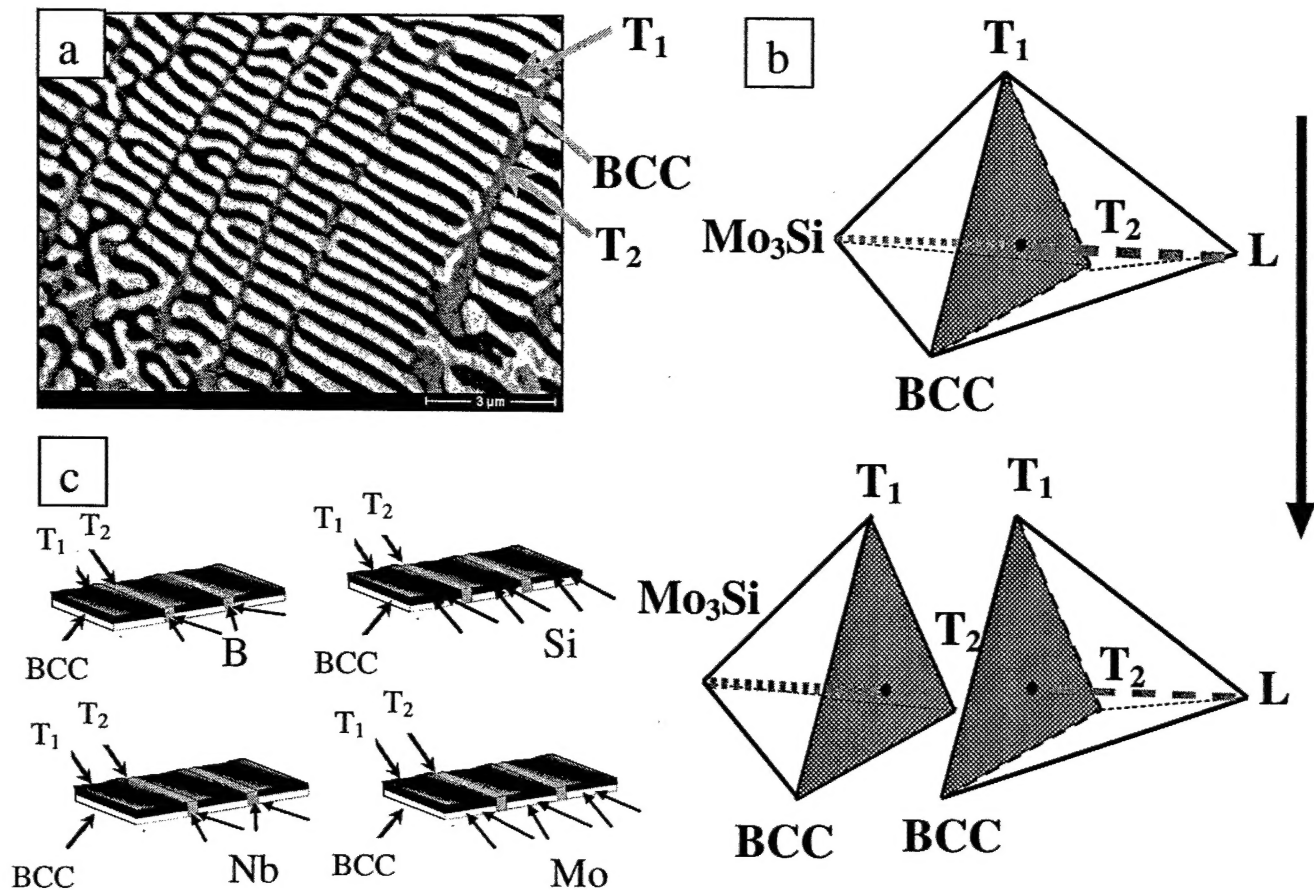 a
T₁
BCC
T₂
3 µm
b
T₁
Mo₃Si
T₂
L
BCC
T₁
T₁
Mo₃Si
T₂
T₂
L
BCC
BCC
c
T₁
T₂
BCC
B
T₁
T₂
BCC
Si
T₁
T₂
BCC
Nb
T₁
T₂
BCC
Mo